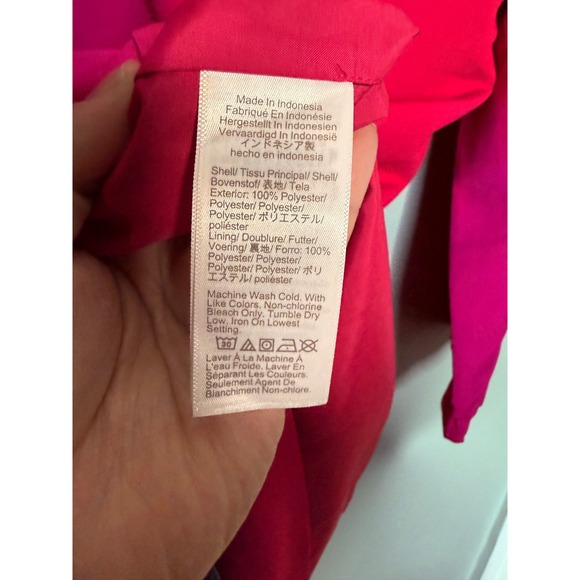 Made In Indonesia
Fabriqué En Indonésie
Hergestellt In Indonesien
Vervaardigd In Indonesië
インドネシア製
hecho en indonesia
Shell/ Tissu Principal/ Shell/
Bovenstof/ 表地/ Tela
Exterior: 100% Polyester/
Polyester/ Polyester/
Polyester/ ポリエステル/
poliéster
Lining/ Doublure/ Futter/
Voering/ 裏地/ Forro: 100%
Polyester/ Polyester/
Polyester/ Polyester/ ポリ
エステル/ poliéster
Machine Wash Cold. With
Like Colors. Non-chlorine
Bleach Only. Tumble Dry
Low. Iron On Lowest
Setting.
30
Laver À La Machine À
L'eau Froide. Laver En
Séparant Les Couleurs.
Seulement Agent De
Blanchiment Non-chlore.